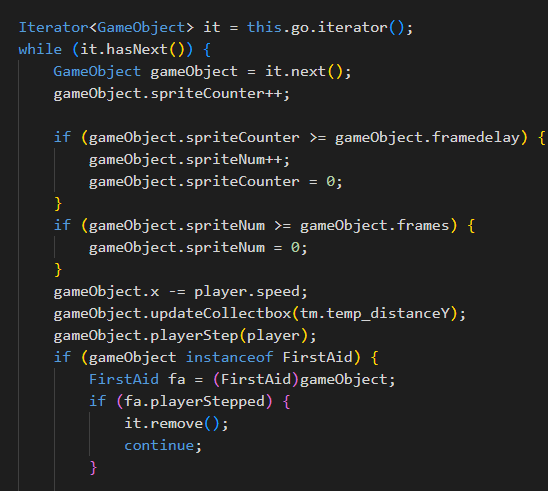 Iterator<GameObject> it = this.go.iterator();
while (it.hasNext()) {
GameObject gameObject = it.next();
gameObject.spriteCounter++;
if (gameObject.spriteCounter >= gameObject.framedelay) {
gameObject.spriteNum++;
gameObject.spriteCounter = 0;
}
if (gameObject.spriteNum >= gameObject.frames) {
gameObject.spriteNum = 0;
}
gameObject.x -= player.speed;
gameObject.updateCollectbox(tm.temp_distanceY);
gameObject.playerStep(player);
if (gameObject instanceof FirstAid) {
FirstAid fa = (FirstAid)gameObject;
if (fa.playerStepped) {
it.remove();
continue;
}